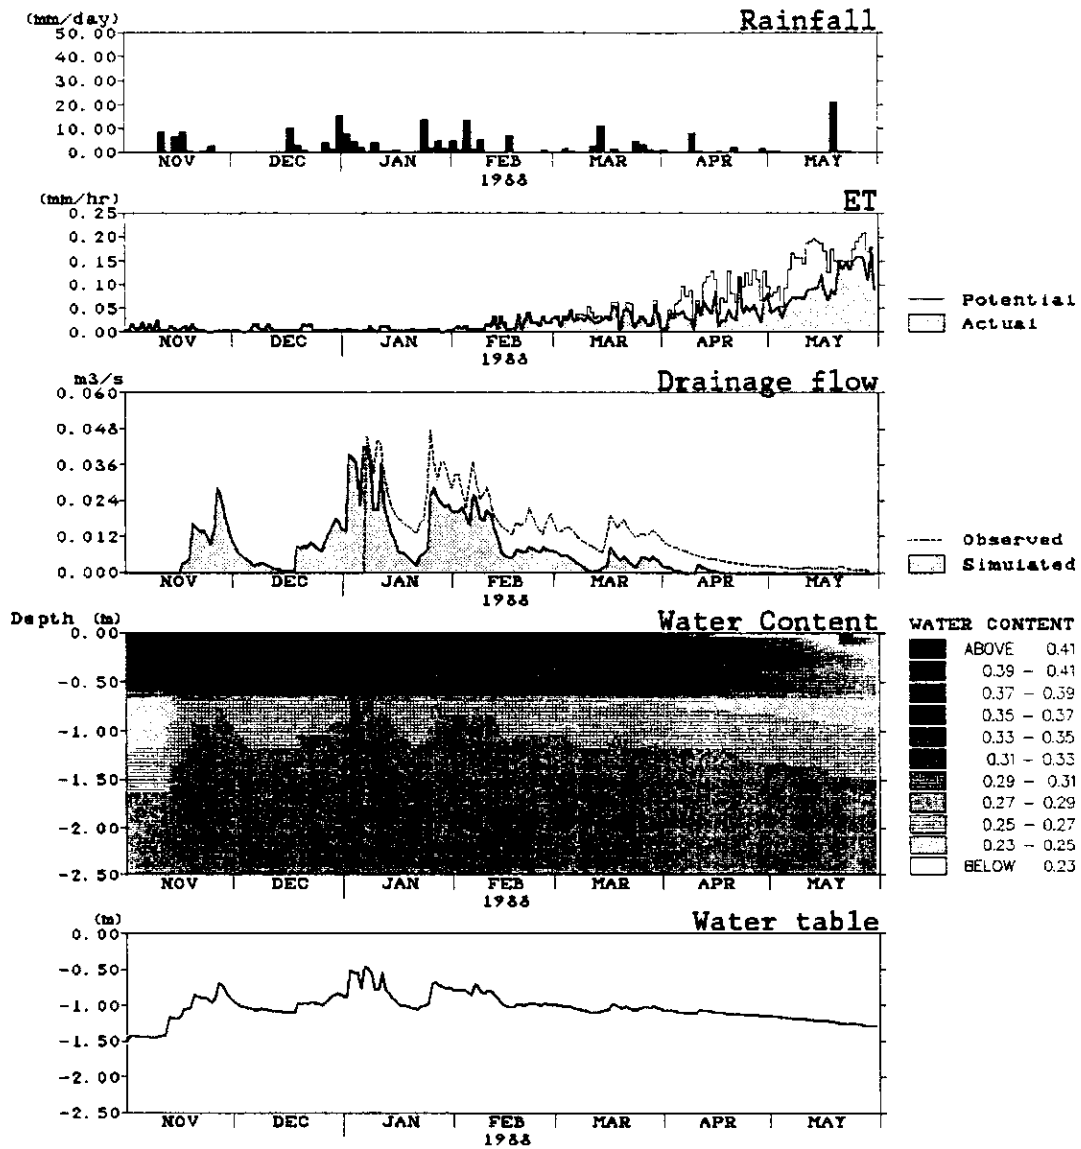 (mm/day) Rainfall
50.00
40.00
30.00
20.00
10.00
0.00
NOV DEC JAN FEB MAR APR MAY
1988
(mm/hr) ET
0.25
0.20
0.15
0.10
0.05
0.00
NOV DEC JAN FEB MAR APR MAY
1988
Potential
Actual
m3/s Drainage flow
0.060
0.048
0.036
0.024
0.012
0.000
NOV DEC JAN FEB MAR APR MAY
1988
Observed
Simulated
Depth (m) Water Content
0.00
-0.50
-1.00
-1.50
-2.00
-2.50
NOV DEC JAN FEB MAR APR MAY
1988
WATER CONTENT
ABOVE 0.41
0.39 - 0.41
0.37 - 0.39
0.35 - 0.37
0.33 - 0.35
0.31 - 0.33
0.29 - 0.31
0.27 - 0.29
0.25 - 0.27
0.23 - 0.25
BELOW 0.23
(m) Water table
0.00
-0.50
-1.00
-1.50
-2.00
-2.50
NOV DEC JAN FEB MAR APR MAY
1988